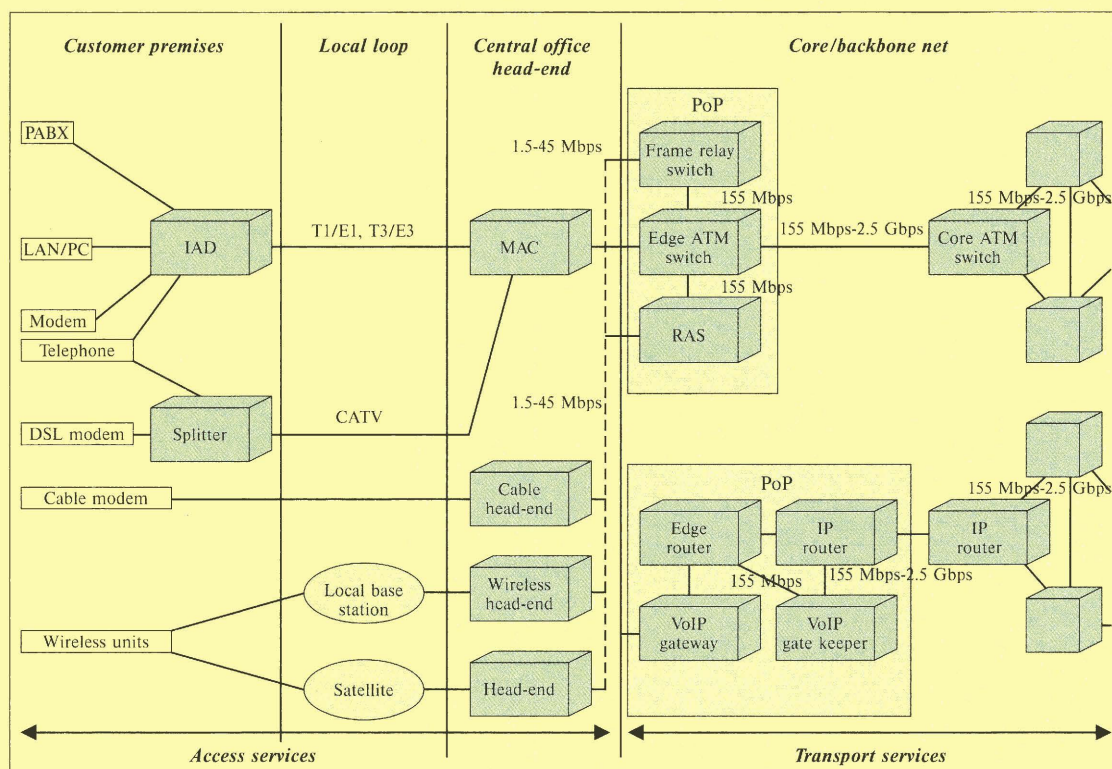 Customer premises
Local loop
Central office
head-end
Core/backbone net
PoP
PABX
1.5-45 Mbps
Frame relay
switch
155 Mbps
155 Mbps-2.5 Gbps
LAN/PC
IAD
T1/E1, T3/E3
MAC
Edge ATM
switch
155 Mbps-2.5 Gbps
Core ATM
switch
155 Mbps
Modem
Telephone
RAS
1.5-45 Mbps
DSL modem
Splitter
CATV
Cable modem
Cable
head-end
PoP
155 Mbps-2.5 Gbps
Edge
router
IP
router
IP
router
155 Mbps
155 Mbps-2.5 Gbps
Local base
station
Wireless
head-end
VoIP
gateway
VoIP
gate keeper
Wireless units
Satellite
Head-end
Access services
Transport services